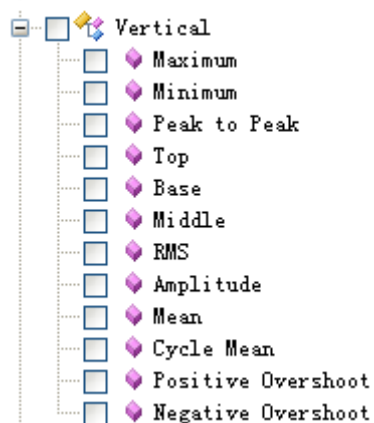 Vertical
Maximum
Minimum
Peak to Peak
Top
Base
Middle
RMS
Amplitude
Mean
Cycle Mean
Positive Overshoot
Negative Overshoot